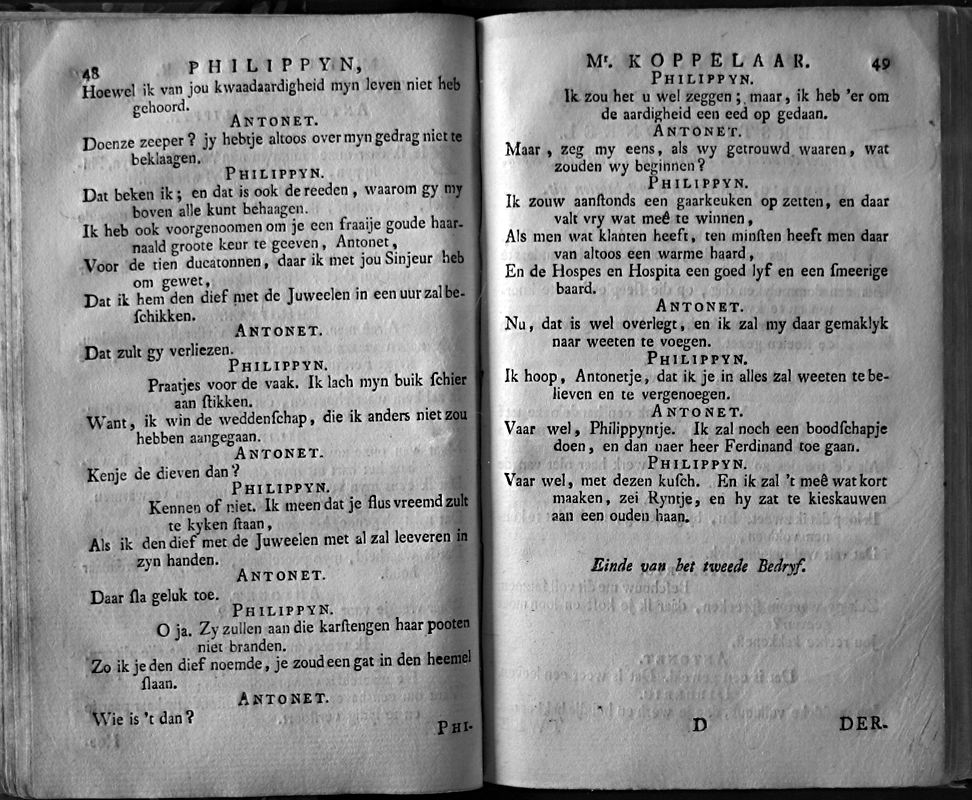 48 PHILIPPYN,
Hoewel ik van jou kwaadaardigheid myn leven niet heb
gehoord.
ANTONET.
Doenze zeeper? jy hebtje altoos over myn gedrag niet te
beklaagen.
PHILIPPYN.
Dat beken ik; en dat is ook de reeden, waarom gy my
boven alle kunt behaagen.
Ik heb ook voorgenoomen om je een fraaije goude haar-
naald groote keur te geeven, Antonet,
Voor de tien ducatonnen, daar ik met jou Sinjeur heb
om gewet,
Dat ik hem den dief met de Juweelen in een uur zal be-
ſchikken.
ANTONET.
Dat zult gy verliezen.
PHILIPPYN.
Praatjes voor de vaak. Ik lach myn buik ſchier
aan ſtikken.
Want, ik win de weddenſchap, die ik anders niet zou
hebben aangegaan.
ANTONET.
Kenje de dieven dan?
PHILIPPYN.
Kennen of niet. Ik meen dat je ſlus vreemd zult
te kyken ſtaan,
Als ik den dief met de Juweelen met al zal leeveren in
zyn handen.
ANTONET.
Daar ſla geluk toe.
PHILIPPYN.
O ja. Zy zullen aan die karſtengen haar pooten
niet branden.
Zo ik je den dief noemde, je zoud een gat in den heemel
ſlaan.
ANTONET.
Wie is 't dan?
PHI-
Mr. KOPPELAAR. 49
PHILIPPYN.
Ik zou het u wel zeggen; maar, ik heb 'er om
de aardigheid een eed op gedaan.
ANTONET.
Maar, zeg my eens, als wy getrouwd waaren, wat
zouden wy beginnen?
PHILIPPYN.
Ik zouw aanſtonds een gaarkeuken op zetten, en daar
valt vry wat meê te winnen,
Als men wat klanten heeft, ten minſten heeft men daar
van altoos een warme haard,
En de Hospes en Hospita een goed lyf en een ſmeerige
baard.
ANTONET.
Nu, dat is wel overlegt, en ik zal my daar gemaklyk
naar weeten te voegen.
PHILIPPYN.
Ik hoop, Antonetje, dat ik je in alles zal weeten te be-
lieven en te vergenoegen.
ANTONET.
Vaar wel, Philippyntje. Ik zal noch een boodſchapje
doen, en dan naer heer Ferdinand toe gaan.
PHILIPPYN.
Vaar wel, met dezen kuſch. En ik zal 't meê wat kort
maaken, zei Ryntje, en hy zat te kieskauwen
aan een ouden haan.
Einde van het tweede Bedryf.
D DER-